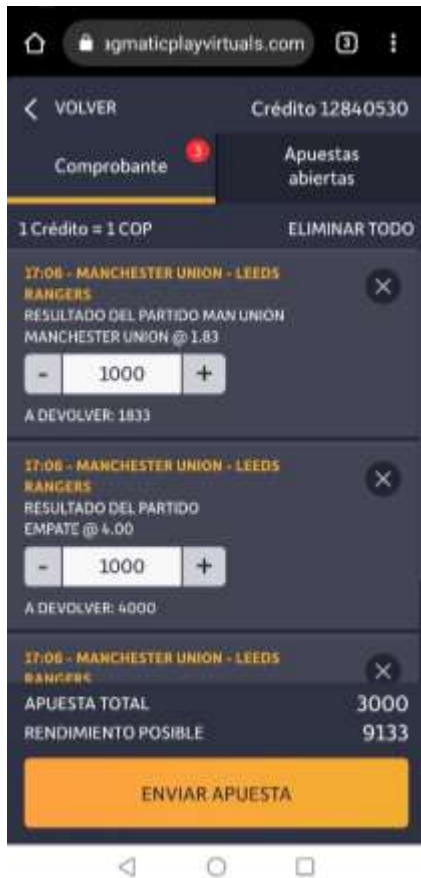 agmaticplayvirtuals.com 3
VOLVER Crédito 12840530
Comprobante 3 Apuestas
abiertas
1 Crédito = 1 COP ELIMINAR TODO
17:06 - MANCHESTER UNION - LEEDS
RANGERS
RESULTADO DEL PARTIDO MAN UNION
MANCHESTER UNION @ 1.83
- 1000 +
A DEVOLVER: 1833
17:06 - MANCHESTER UNION - LEEDS
RANGERS
RESULTADO DEL PARTIDO
EMPATE @ 4.00
- 1000 +
A DEVOLVER: 4000
17:06 - MANCHESTER UNION - LEEDS
RANGERS
APUESTA TOTAL 3000
RENDIMIENTO POSIBLE 9133
ENVIAR APUESTA